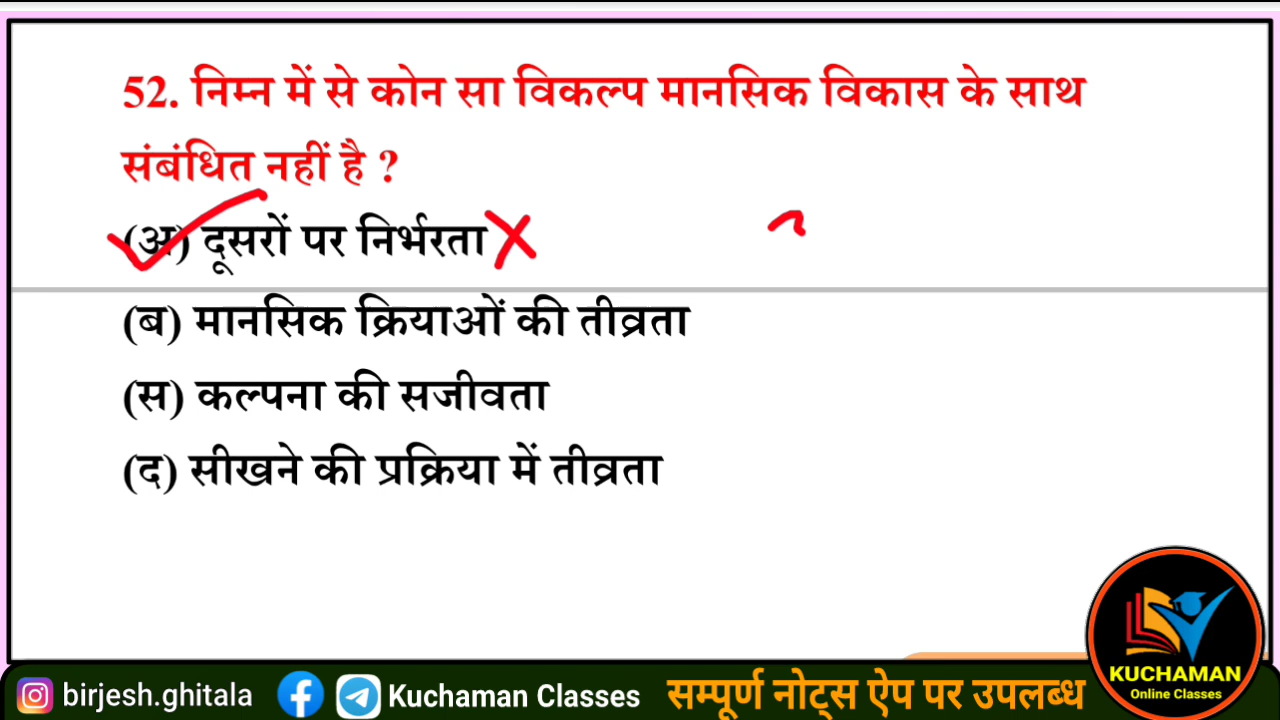 52. निम्न में से कोन सा विकल्प मानसिक विकास के साथ
संबंधित नहीं है ?
(अ) दूसरों पर निर्भरता
(ब) मानसिक क्रियाओं की तीव्रता
(स) कल्पना की सजीवता
(द) सीखने की प्रक्रिया में तीव्रता
KUCHAMAN
Online Classes
birjesh.ghitala Kuchaman Classes सम्पूर्ण नोट्स ऐप पर उपलब्ध